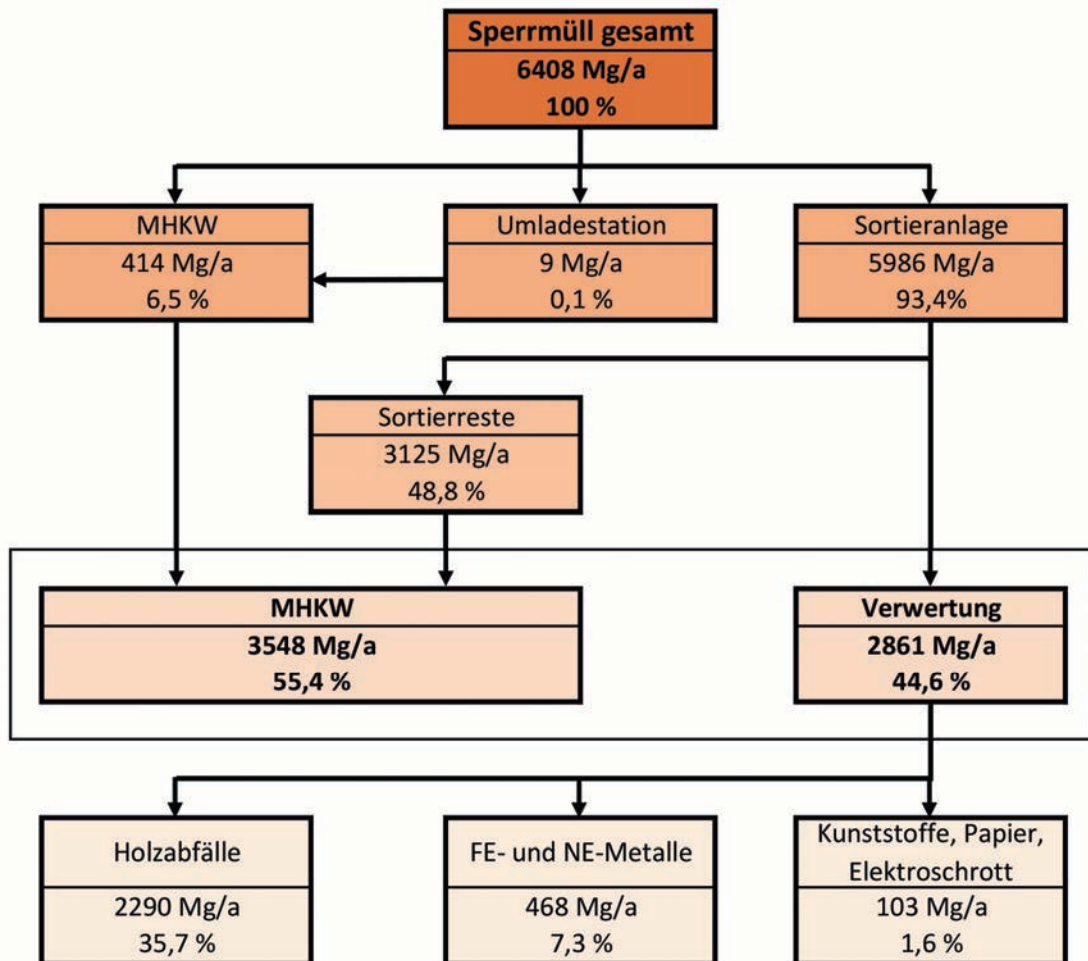 Sperrmüll gesamt
6408 Mg/a
100 %
MHKW
414 Mg/a
6,5 %
Umladestation
9 Mg/a
0,1 %
Sortieranlage
5986 Mg/a
93,4%
Sortierreste
3125 Mg/a
48,8 %
MHKW
3548 Mg/a
55,4 %
Verwertung
2861 Mg/a
44,6 %
Holzabfälle
2290 Mg/a
35,7 %
FE- und NE-Metalle
468 Mg/a
7,3 %
Kunststoffe, Papier,
Elektroschrott
103 Mg/a
1,6 %